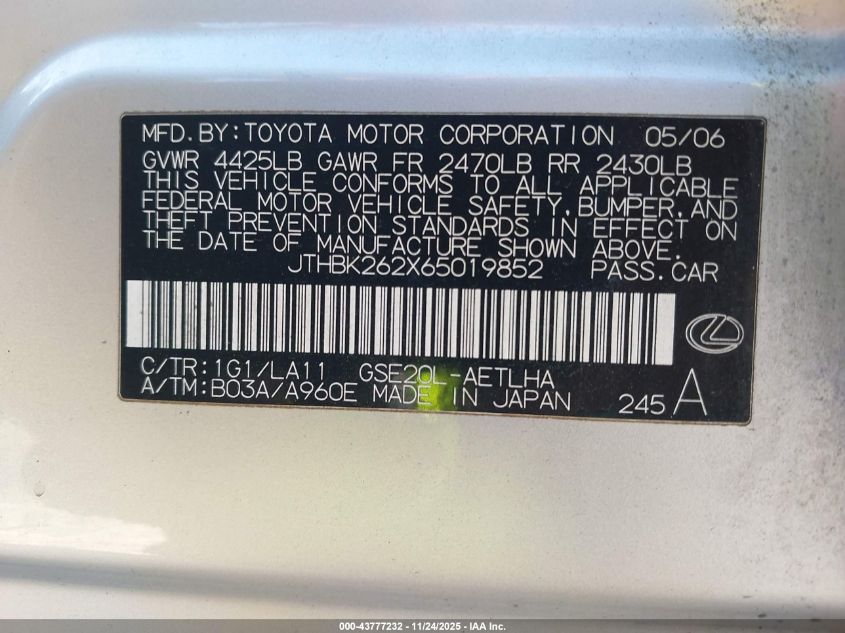 MFD.BY:TOYOTA MOTOR CORPORATION 05/06
GVWR 4425LB GAWR FR 2470LB RR 2430LB
THIS VEHICLE CONFORMS TO ALL APPLICABLE
FEDERAL MOTOR VEHICLE SAFETY,BUMPER,AND
THEFT PREVENTION STANDARDS IN EFFECT ON
THE DATE OF MANUFACTURE SHOWN ABOVE.
JTHBK262X65019852 PASS.CAR
C/TR:1G1/LA11 GSE20L-AETLHA
A/TM:B03A/A960E MADE IN JAPAN 245 A
000-43777232 - 11/24/2025 - IAA Inc.